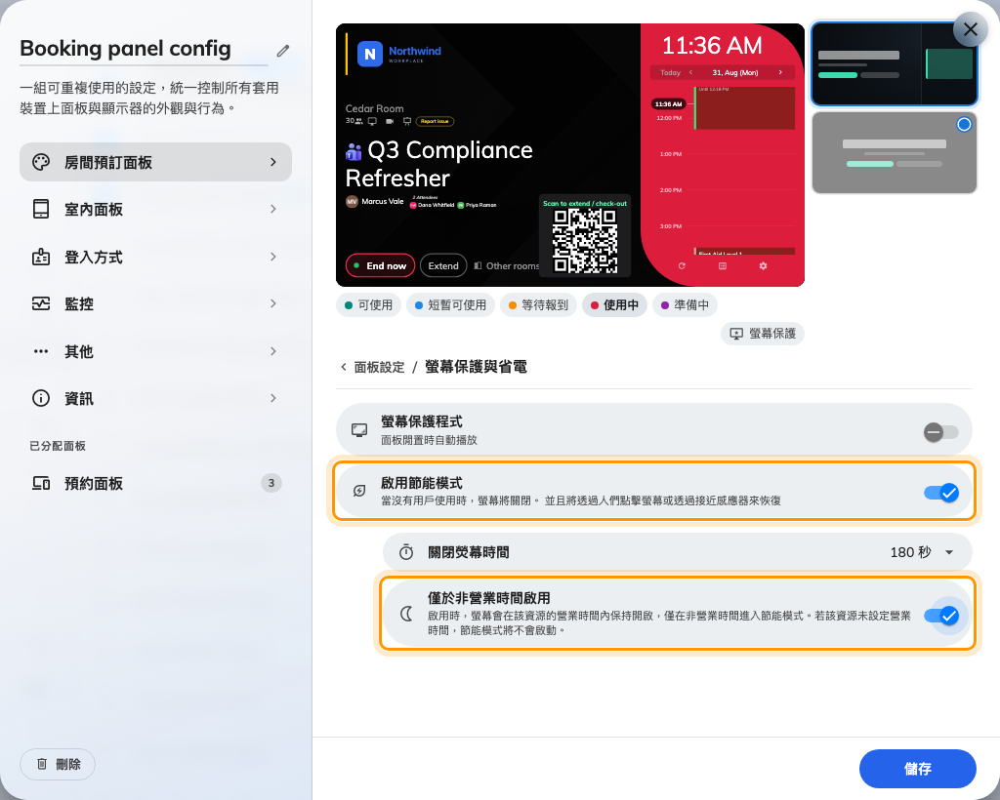 Booking panel config
一組可重複使用的設定，統一控制所有套用
裝置上面板與顯示器的外觀與行為。
房間預訂面板
室內面板
登入方式
監控
其他
資訊
已分配面板
預約面板
3
刪除
N
Northwind
WORKPLACE
Cedar Room
30
Report issue
Q3 Compliance
Refresher
MV Marcus Vale
2 Attendees
Dana Whitfield
Priya Raman
Scan to extend / check-out
End now
Extend
Other rooms
11:36 AM
Today
31, Aug (Mon)
Until 12:18 PM
11:36 AM
12:00 PM
1:00 PM
2:00 PM
3:00 PM
First Aid Level 1
可使用
短暫可使用
等待報到
使用中
準備中
螢幕保護
面板設定 / 螢幕保護與省電
螢幕保護程式
面板閒置時自動播放
啟用節能模式
當沒有用戶使用時，螢幕將關閉。 並且將透過人們點擊螢幕或透過接近感應器來恢復
關閉熒幕時間
180 秒
僅於非營業時間啟用
啟用時，螢幕會在該資源的營業時間內保持開啟，僅在非營業時間進入節能模式。若該資源未設定營業
時間，節能模式將不會啟動。
儲存